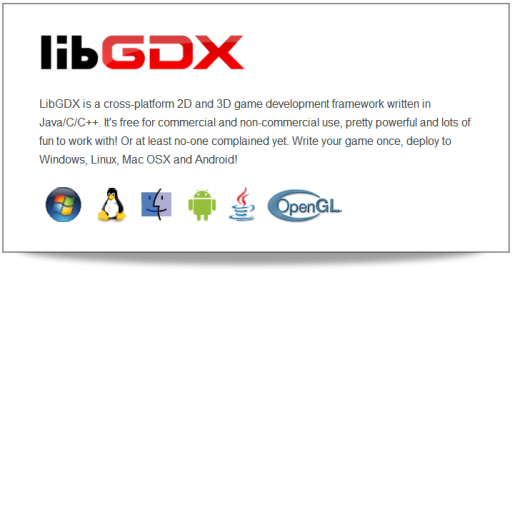 libGDX
LibGDX is a cross-platform 2D and 3D game development framework written in
Java/C/C++. It's free for commercial and non-commercial use, pretty powerful and lots of
fun to work with! Or at least no-one complained yet. Write your game once, deploy to
Windows, Linux, Mac OSX and Android!
Java OpenGL.